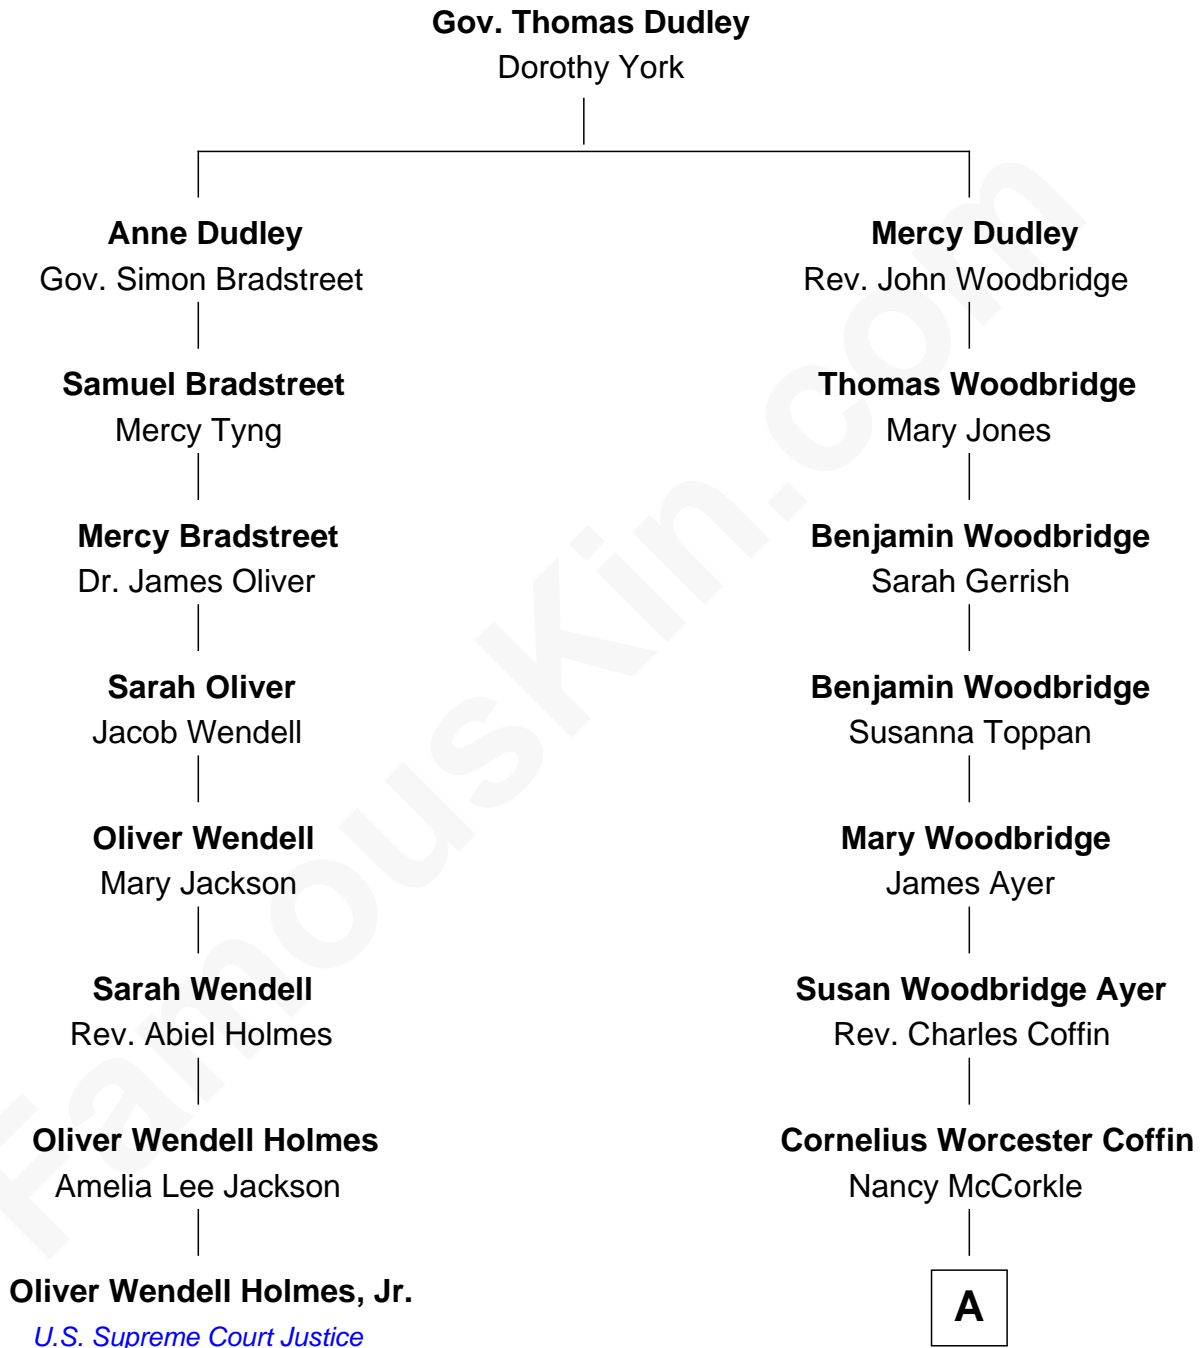 Gov. Thomas Dudley
Dorothy York
Anne Dudley
Gov. Simon Bradstreet
Mercy Dudley
Rev. John Woodbridge
Samuel Bradstreet
Mercy Tyng
Thomas Woodbridge
Mary Jones
Mercy Bradstreet
Dr. James Oliver
Benjamin Woodbridge
Sarah Gerrish
Sarah Oliver
Jacob Wendell
Benjamin Woodbridge
Susanna Toppan
Oliver Wendell
Mary Jackson
Mary Woodbridge
James Ayer
Sarah Wendell
Rev. Abiel Holmes
Susan Woodbridge Ayer
Rev. Charles Coffin
Oliver Wendell Holmes
Amelia Lee Jackson
Cornelius Worcester Coffin
Nancy McCorkle
Oliver Wendell Holmes, Jr.
U.S. Supreme Court Justice
A
FamousKin.com